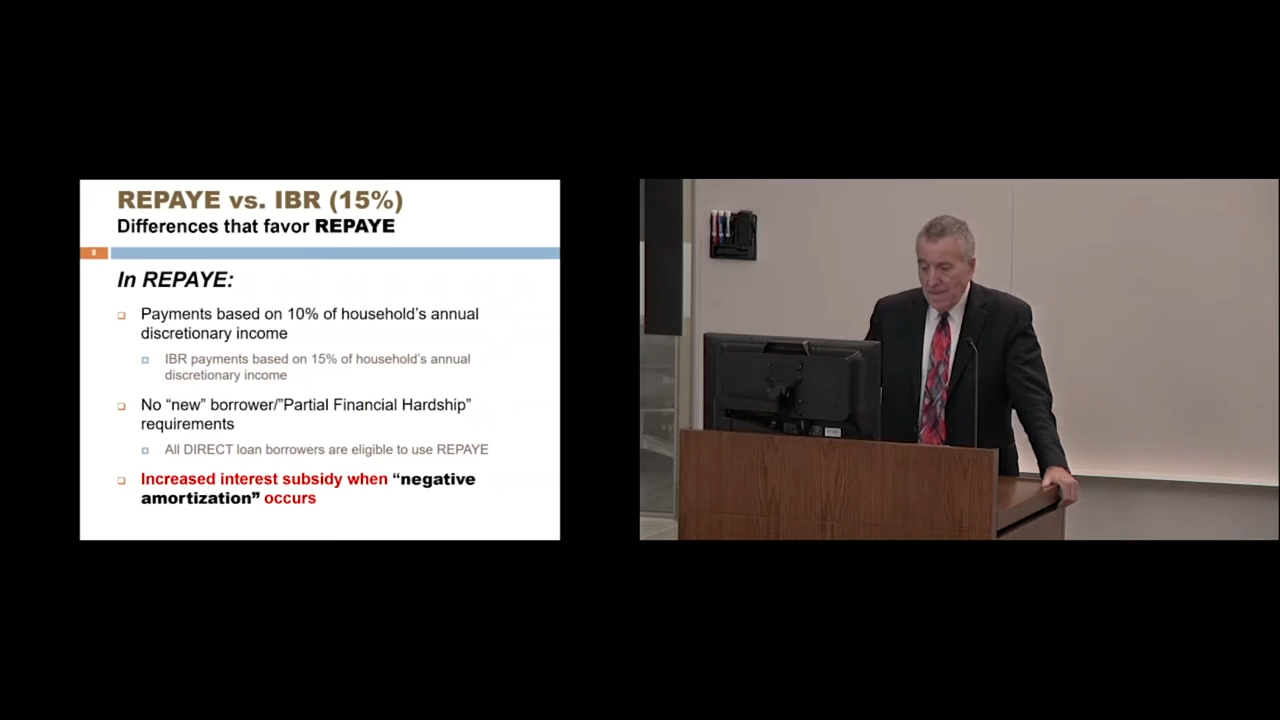 REPAYE vs. IBR (15%)
Differences that favor REPAYE
8
In REPAYE:
Payments based on 10% of household's annual
discretionary income
IBR payments based on 15% of household's annual
discretionary income
No “new” borrower/”Partial Financial Hardship”
requirements
All DIRECT loan borrowers are eligible to use REPAYE
Increased interest subsidy when “negative
amortization” occurs